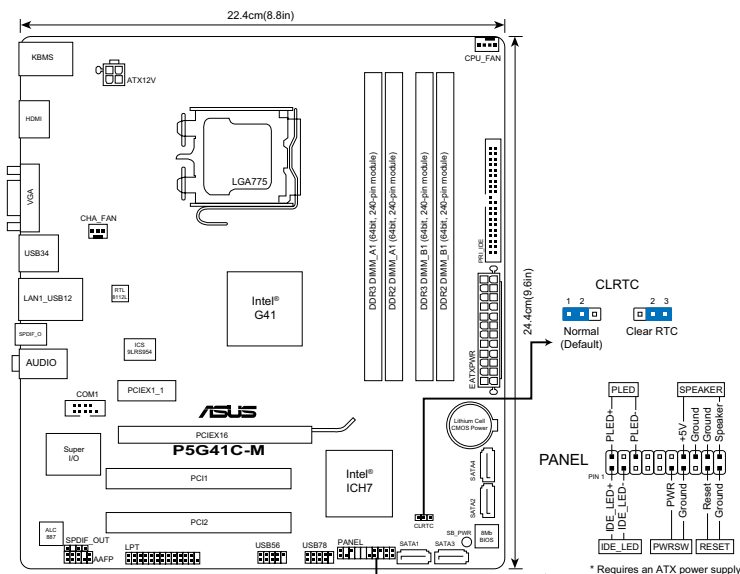 22.4cm(8.8in)
KBMS
ATX12V
CPU_FAN
HDMI
LGA775
DDR3 DIMM_A1 (64bit, 240-pin module)
DDR2 DIMM_A1 (64bit, 240-pin module)
DDR3 DIMM_B1 (64bit, 240-pin module)
DDR2 DIMM_B1 (64bit, 240-pin module)
PRI_IDE
24.4cm(9.6in)
VGA
CHA_FAN
USB34
LAN1_USB12
RTL
8112L
Intel®
G41
EATXPWR
CLRTC
1 2
2 3
Normal
(Default)
Clear RTC
SPDIF_O
AUDIO
ICS
9LRS954
COM1
PCIEX1_1
ASUS
PCIEX16
P5G41C-M
Lithium Cell
CMOS Power
Super
I/O
PCI1
Intel®
ICH7
SATA4
SATA2
CLRTC
PCI2
ALC
887
SPDIF_OUT
AAFP
LPT
USB56
USB78
PANEL
SATA1
SATA3
SB_PWR
8Mb
BIOS
PLED
SPEAKER
PLED+
PLED-
+5V
Ground
Ground
Speaker
PANEL
PIN 1
IDE_LED+
IDE_LED-
PWR
Ground
Reset
Ground
IDE_LED
PWRSW
RESET
* Requires an ATX power supply